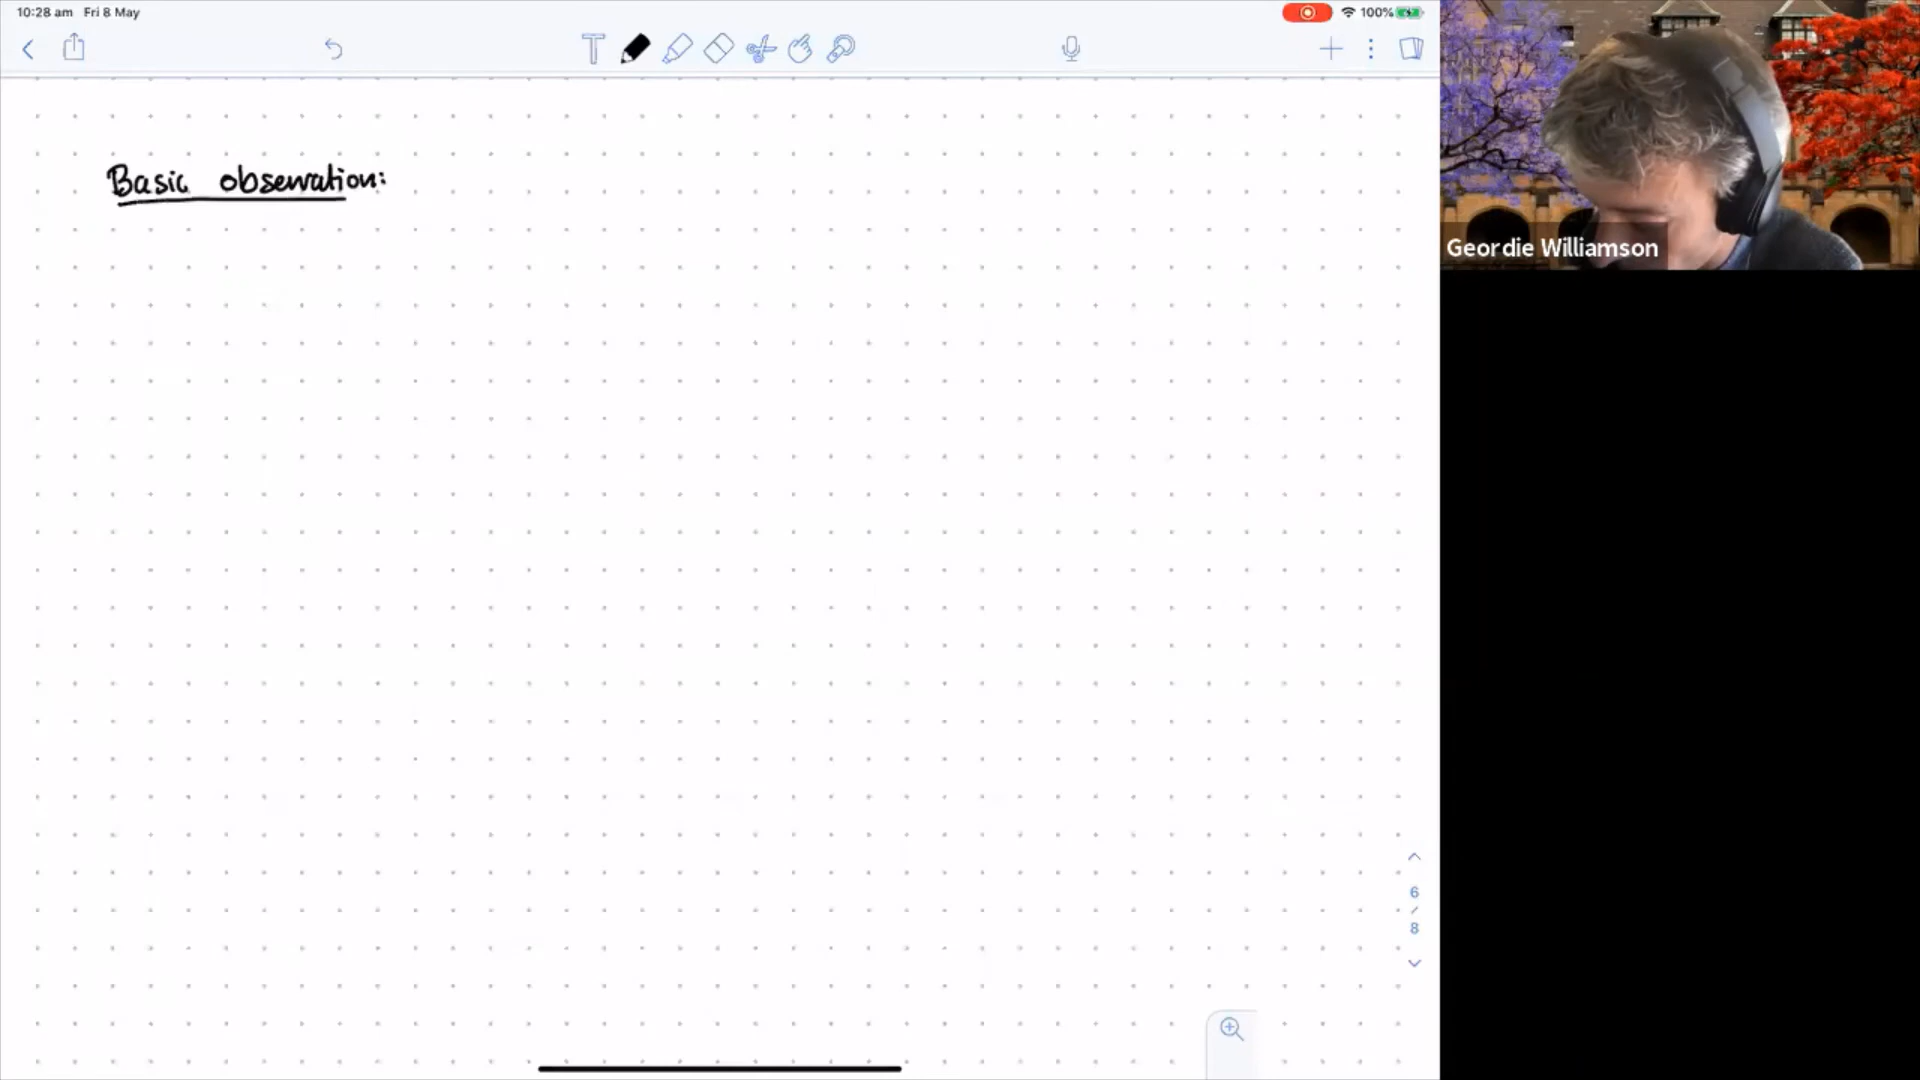 10:28 am Fri 8 May
100%
Basic observation:
Geordie Williamson
6
/
8